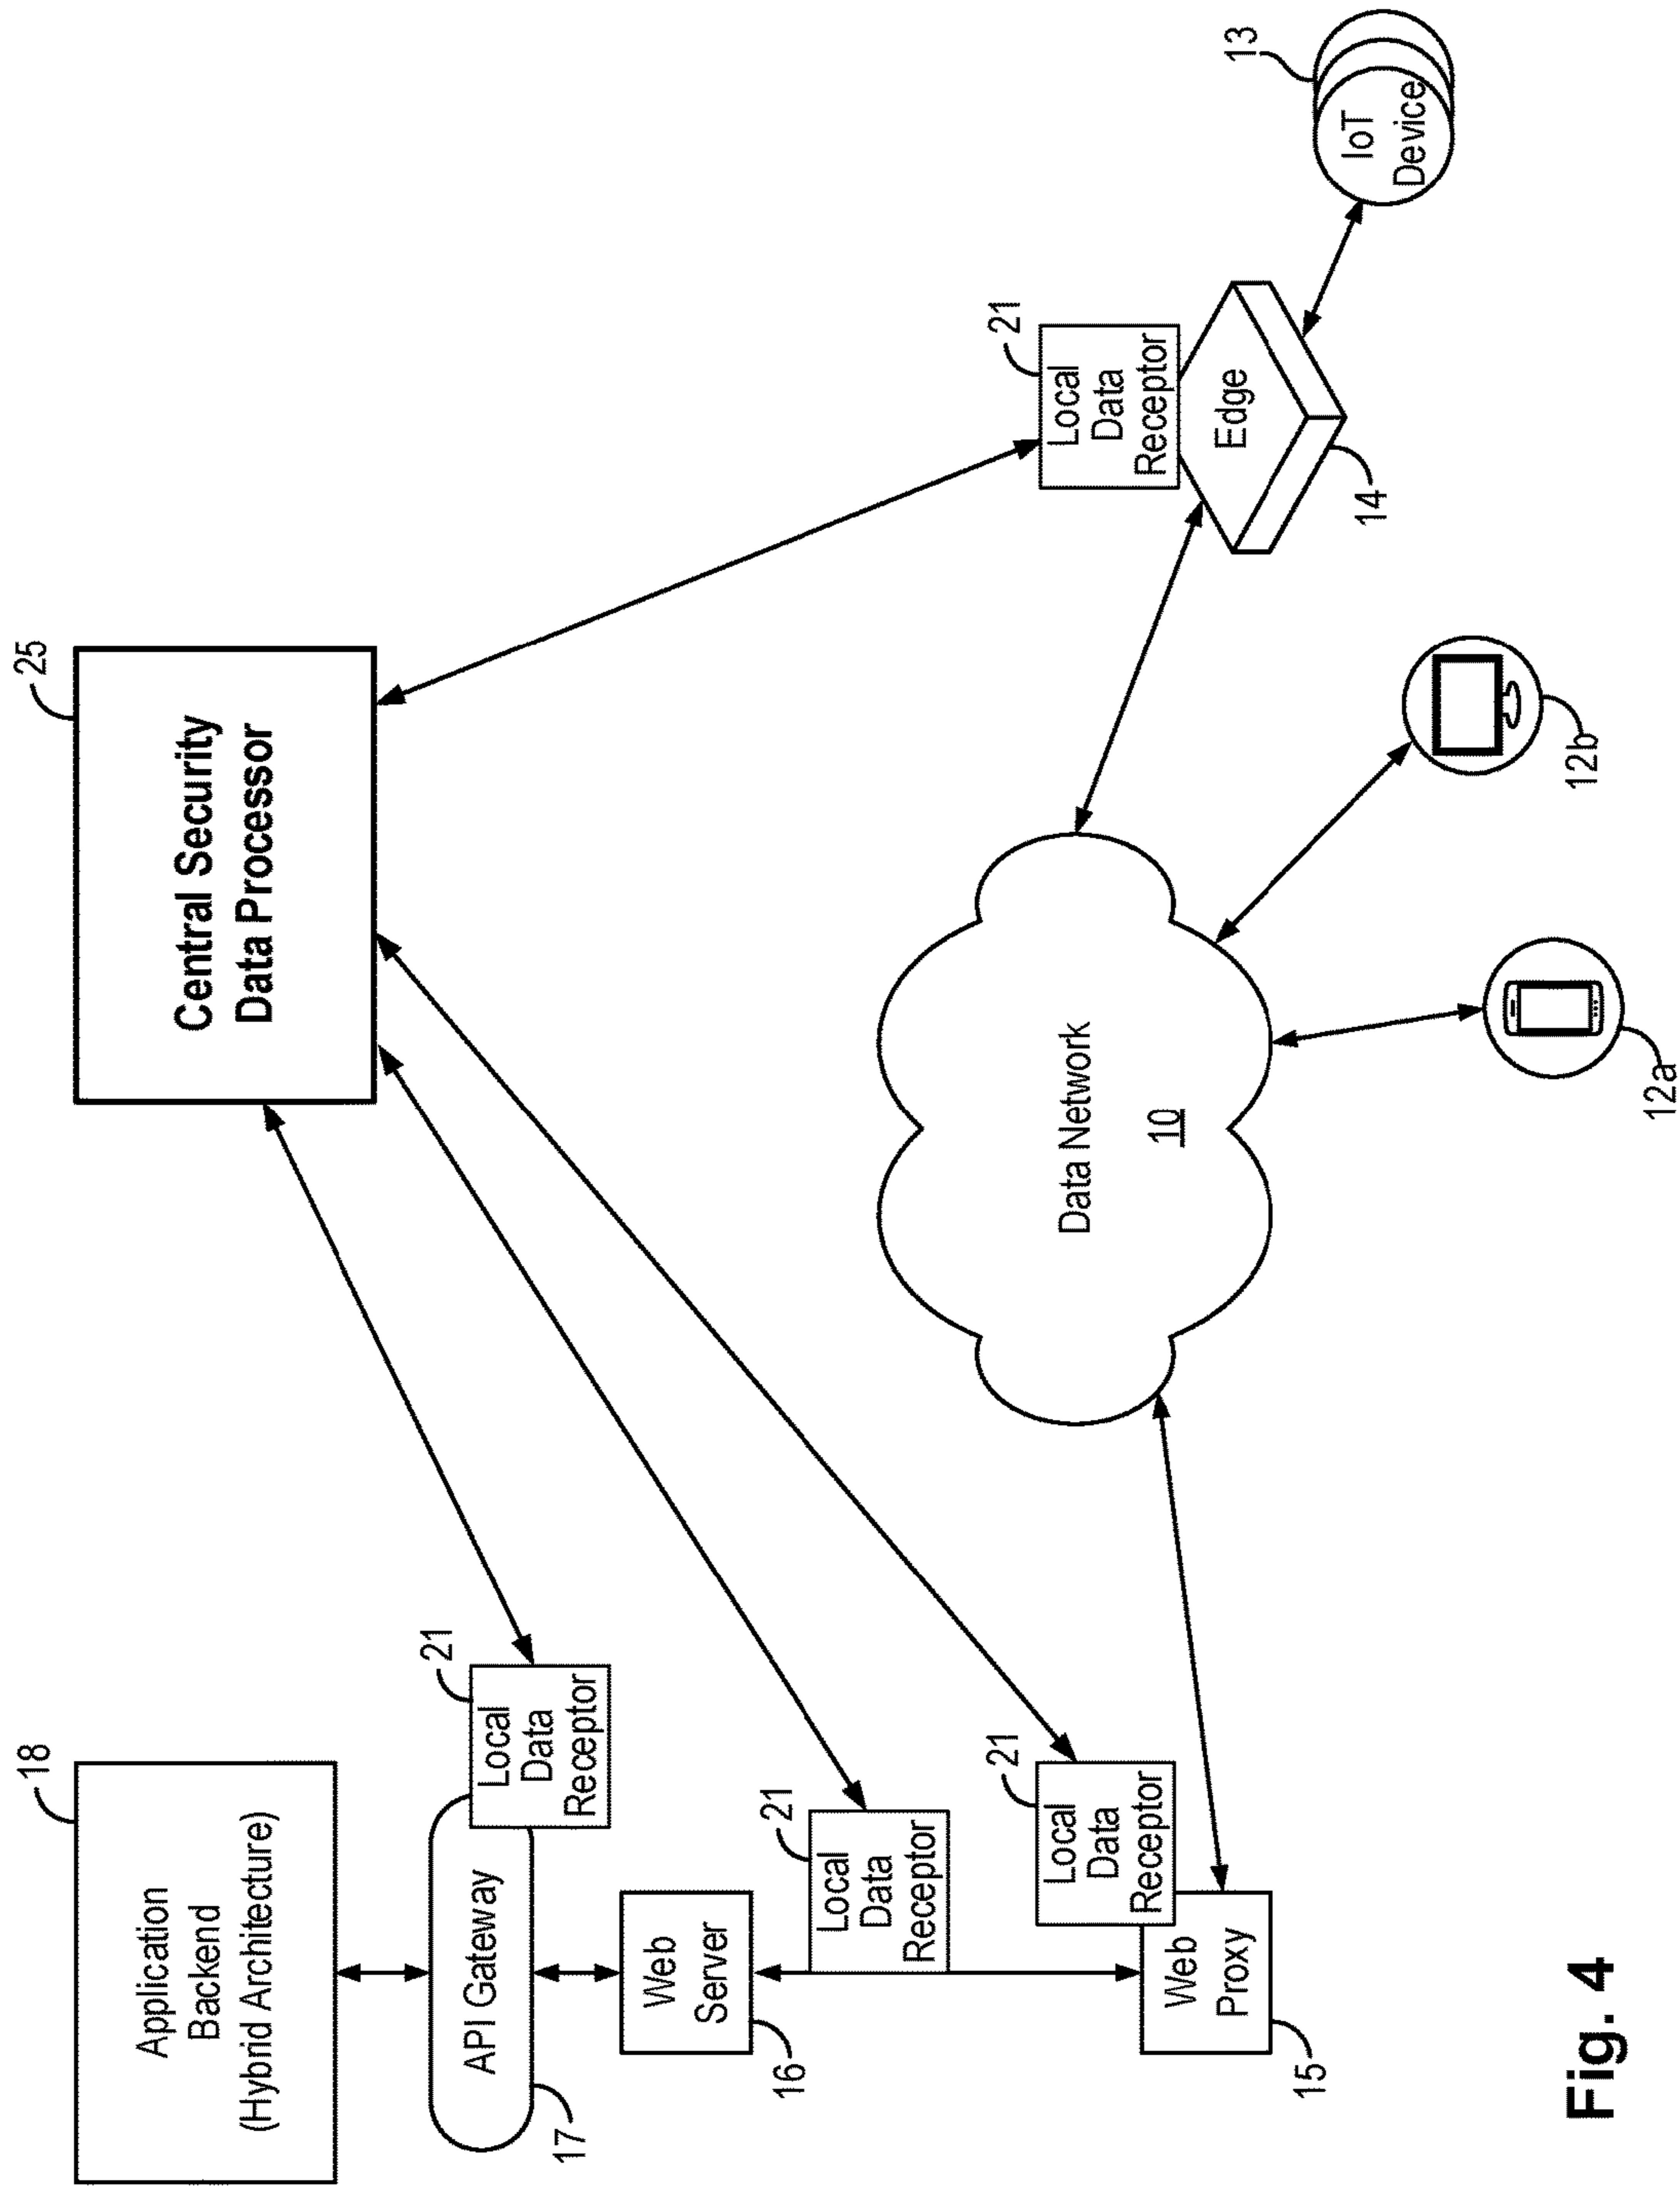 18
Application
Backend
(Hybrid Architecture)
25
Central Security
Data Processor
21
Local
Data
Receptor
API Gateway
17
Web
Server
16
21
Local
Data
Receptor
21
Local
Data
Receptor
Web
Proxy
15
Data Network
10
21
Local
Data
Receptor
Edge
14
13
IoT
Device
12b
12a
Fig. 4